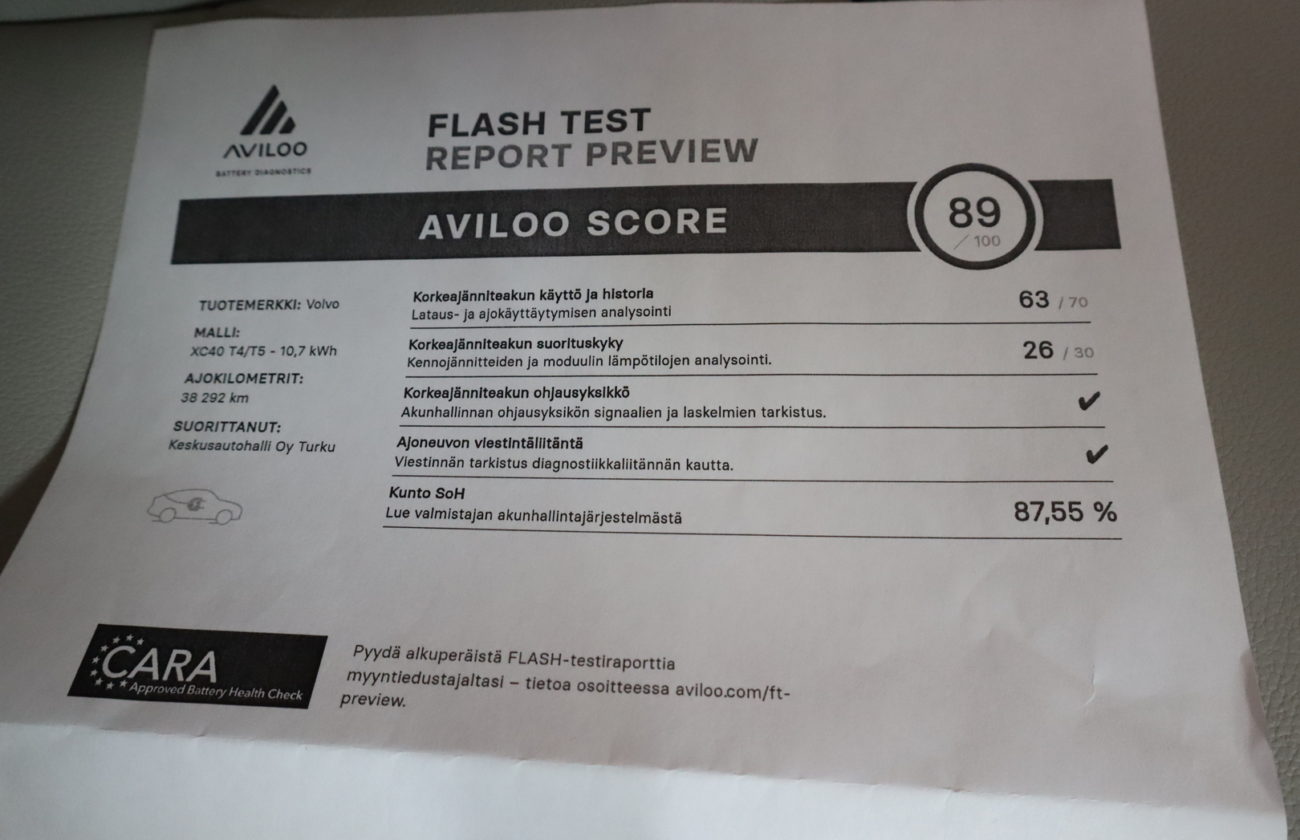 AVILOO
BATTERY DIAGNOSTICS
FLASH TEST
REPORT PREVIEW
AVILOO SCORE
89
/ 100
TUOTEMERKKI: Volvo
MALLI:
XC40 T4/T5 - 10,7 kWh
AJOKILOMETRIT:
38 292 km
SUORITTANUT:
Keskusautohalli Oy Turku
Korkeajänniteakun käyttö ja historia
Lataus- ja ajokäyttäytymisen analysointi
63 / 70
Korkeajänniteakun suorituskyky
Kennojännitteiden ja moduulin lämpötilojen analysointi.
26 / 30
Korkeajänniteakun ohjausyksikkö
Akunhallinnan ohjausyksikön signaalien ja laskelmien tarkistus.
✔
Ajoneuvon viestintäliitäntä
Viestinnän tarkistus diagnostiikkaliitännän kautta.
✔
Kunto SoH
Lue valmistajan akunhallintajärjestelmästä
87,55 %
CARA
Approved Battery Health Check
Pyydä alkuperäistä FLASH-testiraporttia
myyntiedustajaltasi – tietoa osoitteessa aviloo.com/ft-
preview.